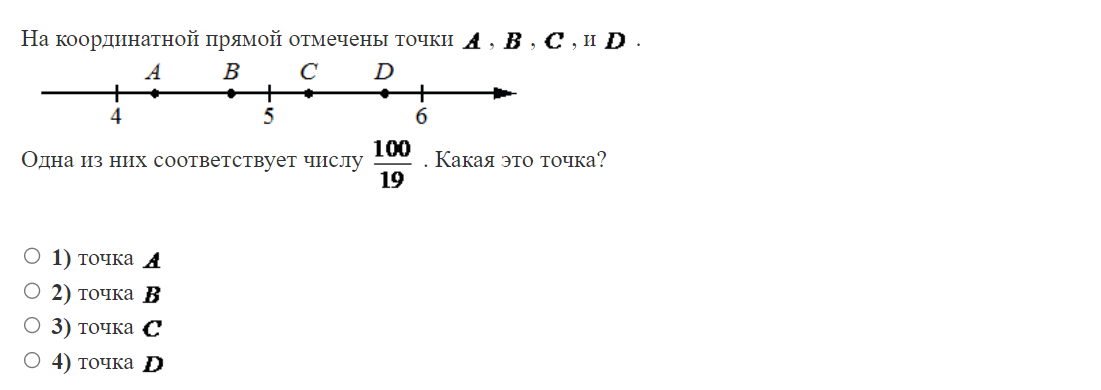 На координатной прямой отмечены точки A , B , C , и D .
A B C D
4 5 6
Одна из них соответствует числу 100/19 . Какая это точка?
1) точка A
2) точка B
3) точка C
4) точка D